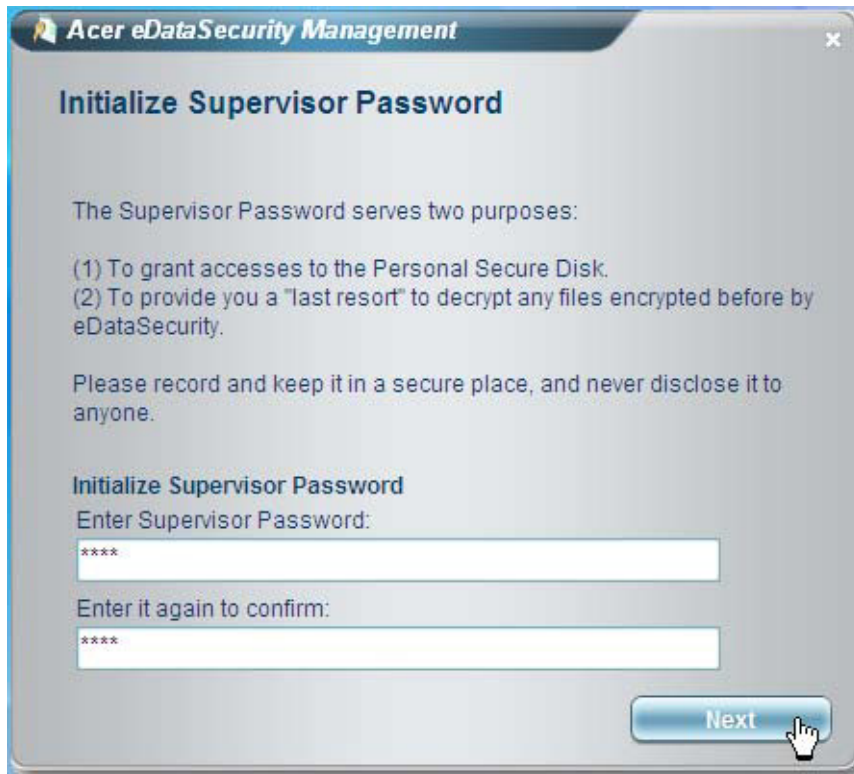 Acer eDataSecurity Management
Initialize Supervisor Password
The Supervisor Password serves two purposes:
(1) To grant accesses to the Personal Secure Disk.
(2) To provide you a "last resort" to decrypt any files encrypted before by
eDataSecurity.
Please record and keep it in a secure place, and never disclose it to
anyone.
Initialize Supervisor Password
Enter Supervisor Password:
****
Enter it again to confirm:
****
Next